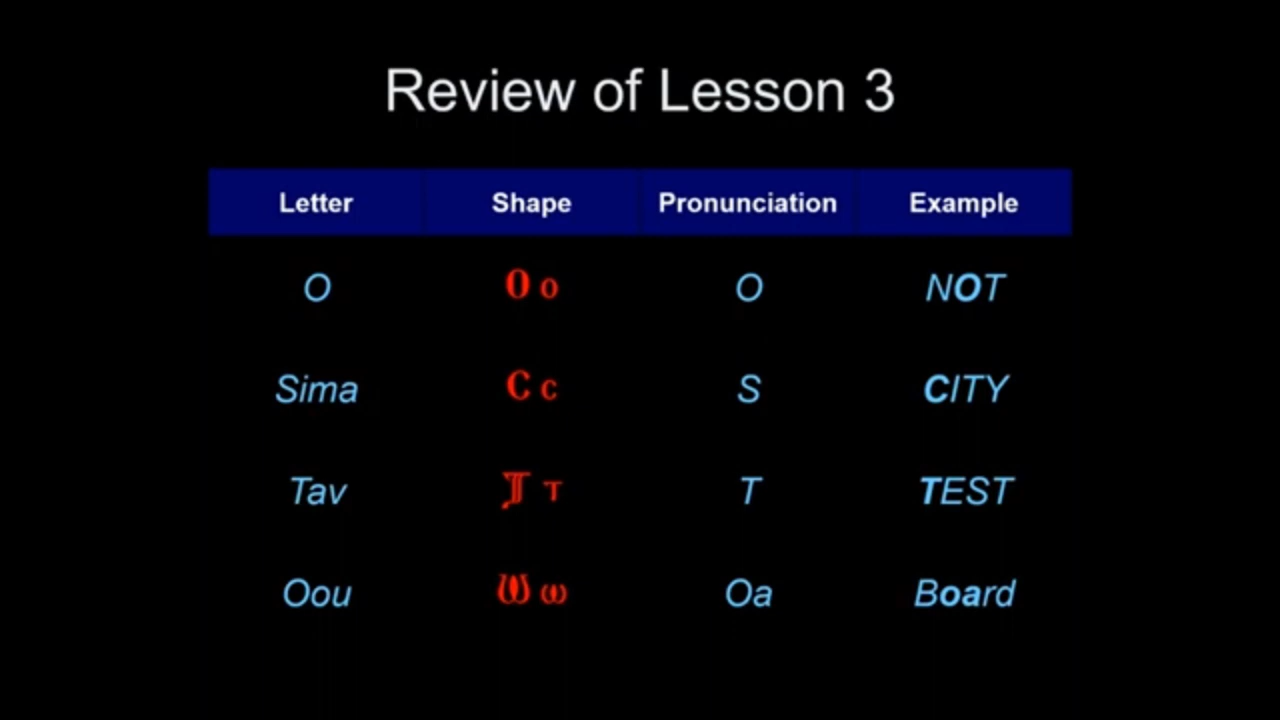 Review of Lesson 3
Letter Shape Pronunciation Example
O Ⲟ ⲟ O NOT
Sima Ⲥ ⲥ S CITY
Tav Ⲧ ⲧ T TEST
Oou Ⲱ ⲱ Oa Board